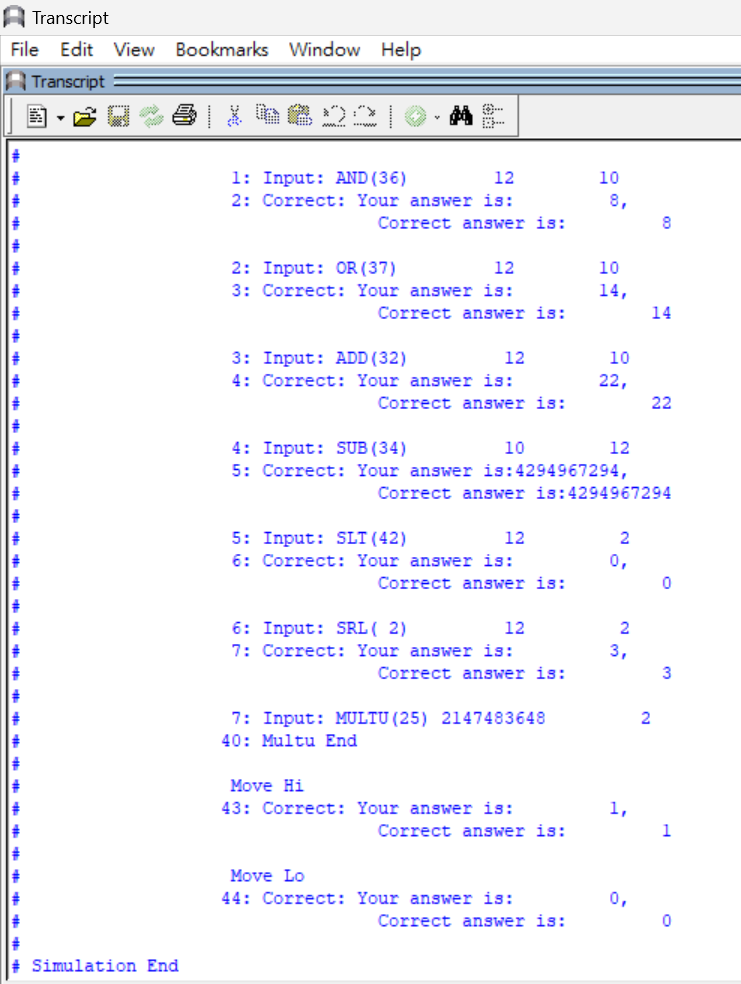 Transcript
File Edit View Bookmarks Window Help
Transcript
#
# 1: Input: AND(36) 12 10
# 2: Correct: Your answer is: 8,
# Correct answer is: 8
#
# 2: Input: OR(37) 12 10
# 3: Correct: Your answer is: 14,
# Correct answer is: 14
#
# 3: Input: ADD(32) 12 10
# 4: Correct: Your answer is: 22,
# Correct answer is: 22
#
# 4: Input: SUB(34) 10 12
# 5: Correct: Your answer is:4294967294,
# Correct answer is:4294967294
#
# 5: Input: SLT(42) 12 2
# 6: Correct: Your answer is: 0,
# Correct answer is: 0
#
# 6: Input: SRL( 2) 12 2
# 7: Correct: Your answer is: 3,
# Correct answer is: 3
#
# 7: Input: MULTU(25) 2147483648 2
# 40: Multu End
#
# Move Hi
# 43: Correct: Your answer is: 1,
# Correct answer is: 1
#
# Move Lo
# 44: Correct: Your answer is: 0,
# Correct answer is: 0
#
# Simulation End